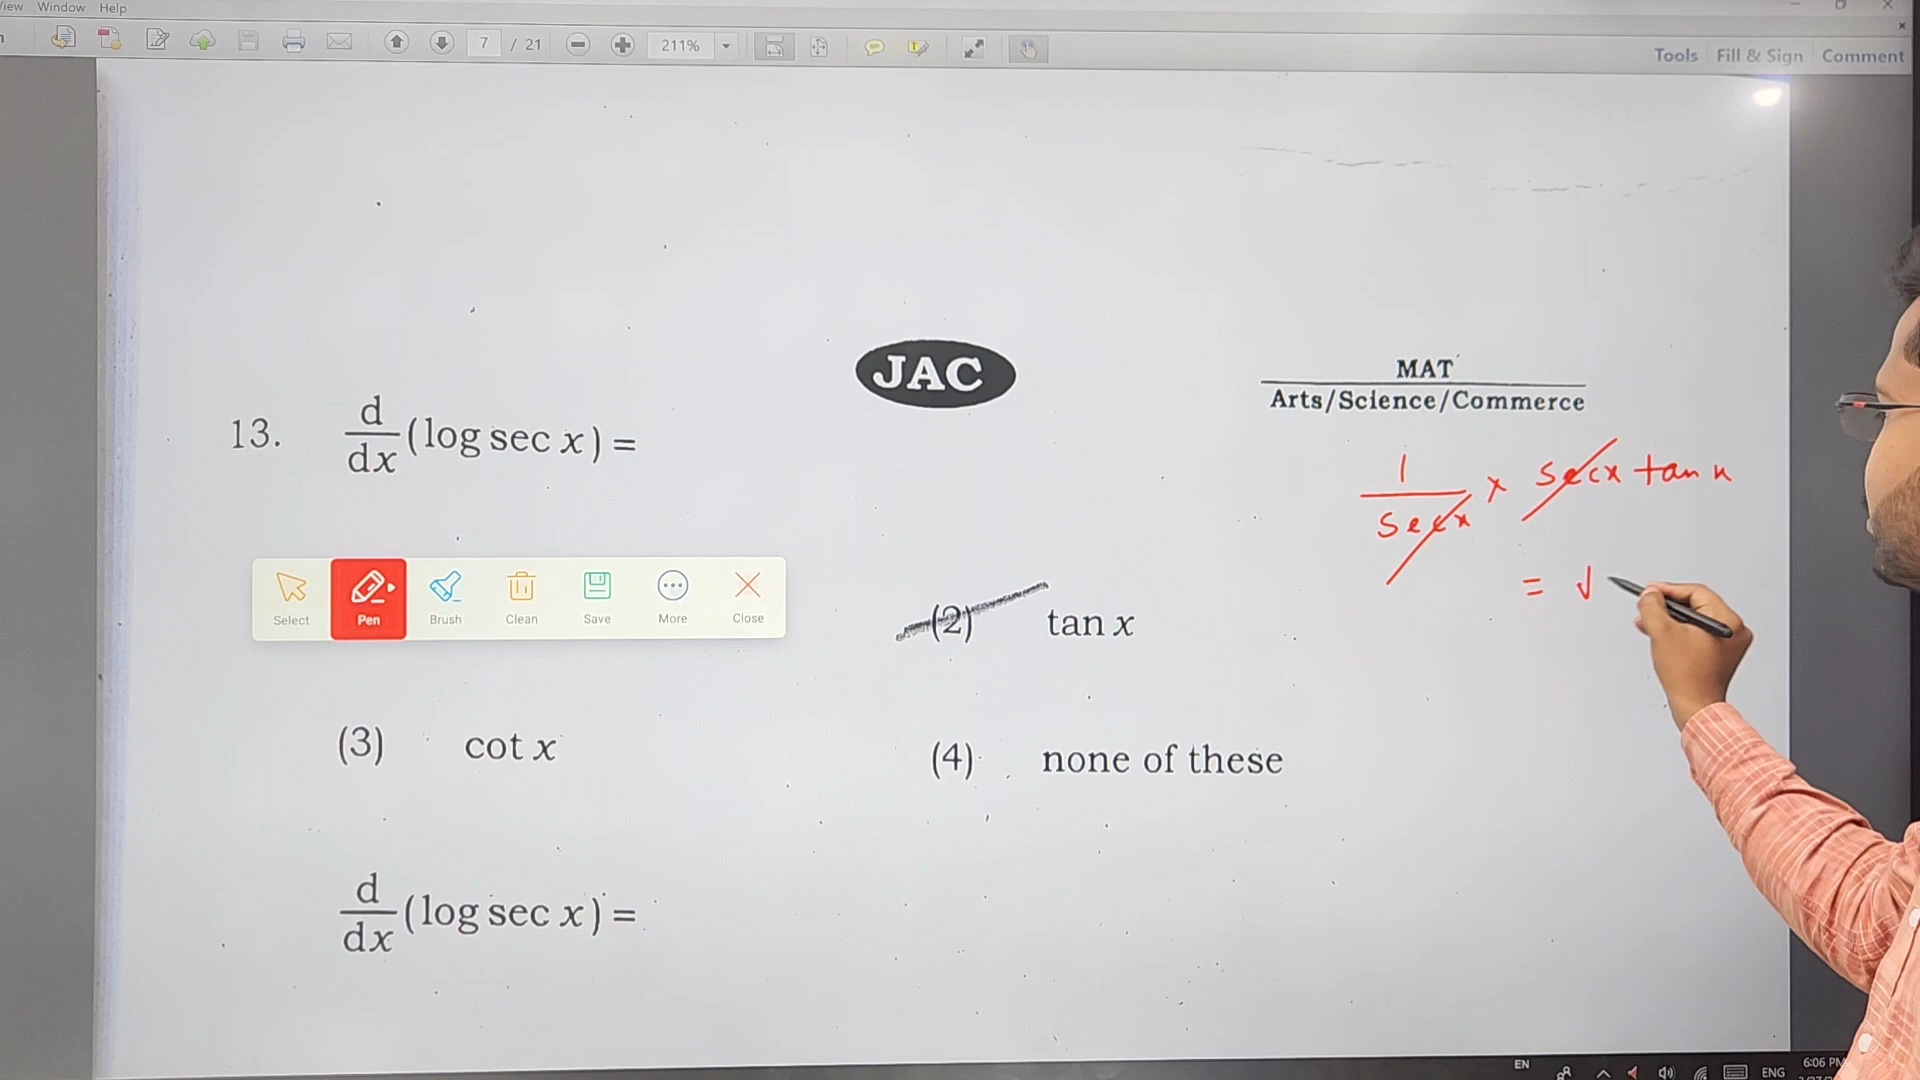 View Window Help
7 / 21 211% Tools Fill & Sign Comment
JAC
MAT
Arts/Science/Commerce
13. d/dx (log sec x) =
1/secx x secx tan x
=
Select Pen Brush Clean Save More Close
(2) tan x
(3) cot x
(4) none of these
d/dx (log sec x) =
EN
ENG
6:06 PM